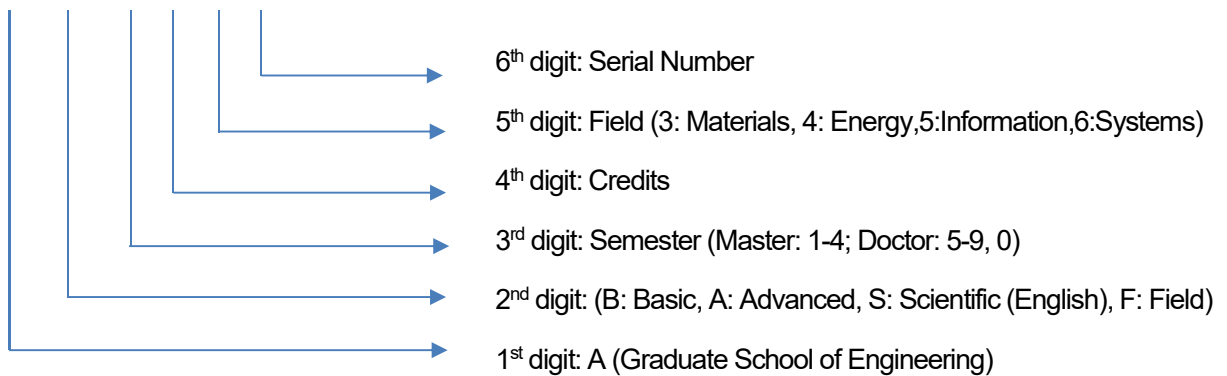 6th digit: Serial Number
5th digit: Field (3: Materials, 4: Energy,5:Information,6:Systems)
4th digit: Credits
3rd digit: Semester (Master: 1-4; Doctor: 5-9, 0)
2nd digit: (B: Basic, A: Advanced, S: Scientific (English), F: Field)
1st digit: A (Graduate School of Engineering)